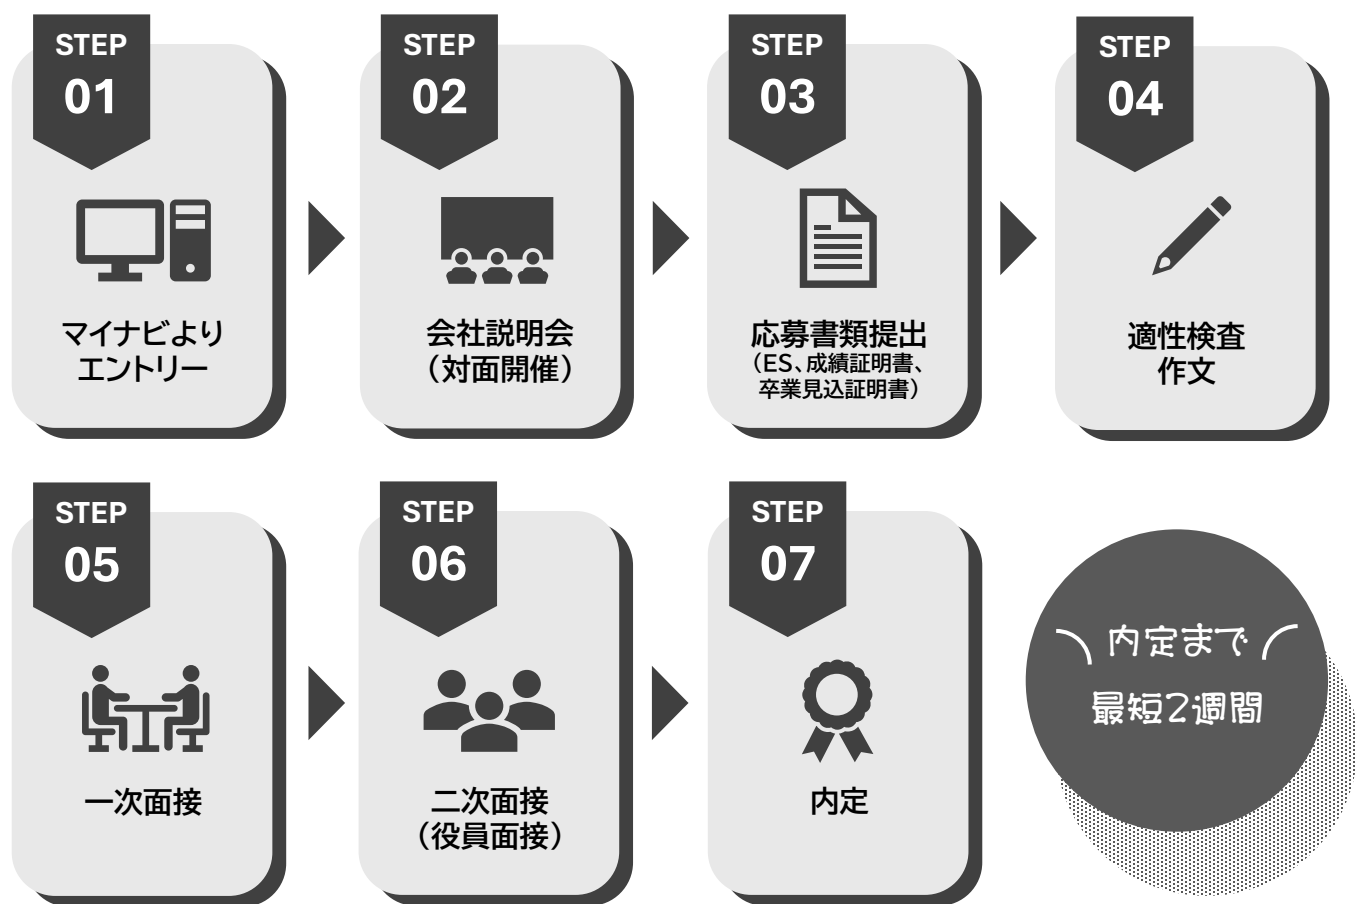 STEP
01
マイナビより
エントリー
STEP
02
会社説明会
（対面開催）
STEP
03
応募書類提出
（ES、成績証明書、
卒業見込証明書）
STEP
04
適性検査
作文
STEP
05
一次面接
STEP
06
二次面接
（役員面接）
STEP
07
内定
内定まで
最短2週間